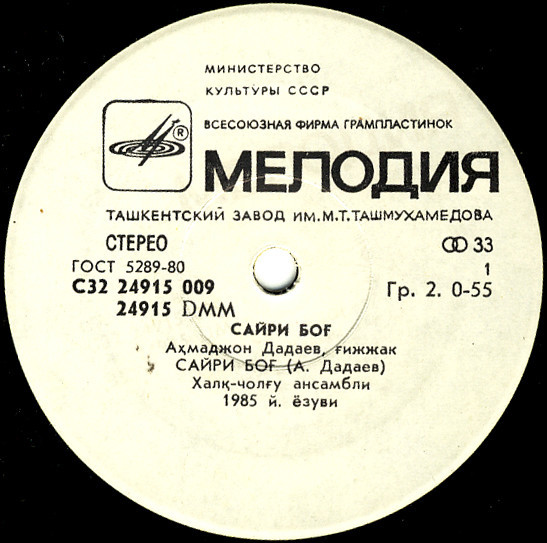 МИНИСТЕРСТВО
КУЛЬТУРЫ СССР
ВСЕСОЮЗНАЯ ФИРМА ГРАМПЛАСТИНОК
®
МЕЛОДИЯ
ТАШКЕНТСКИЙ ЗАВОД ИМ. М.Т. ТАШМУХАМЕДОВА
СТЕРЕО
33
ГОСТ 5289-80
1
С32 24915 009
Гр. 2. 0-55
24915 DMM
САЙРИ БОҒ
Аҳмаджон Дадаев, ғижжак
САЙРИ БОҒ (А. Дадаев)
Халқ-чолғу ансамбли
1985 й. ёзуви